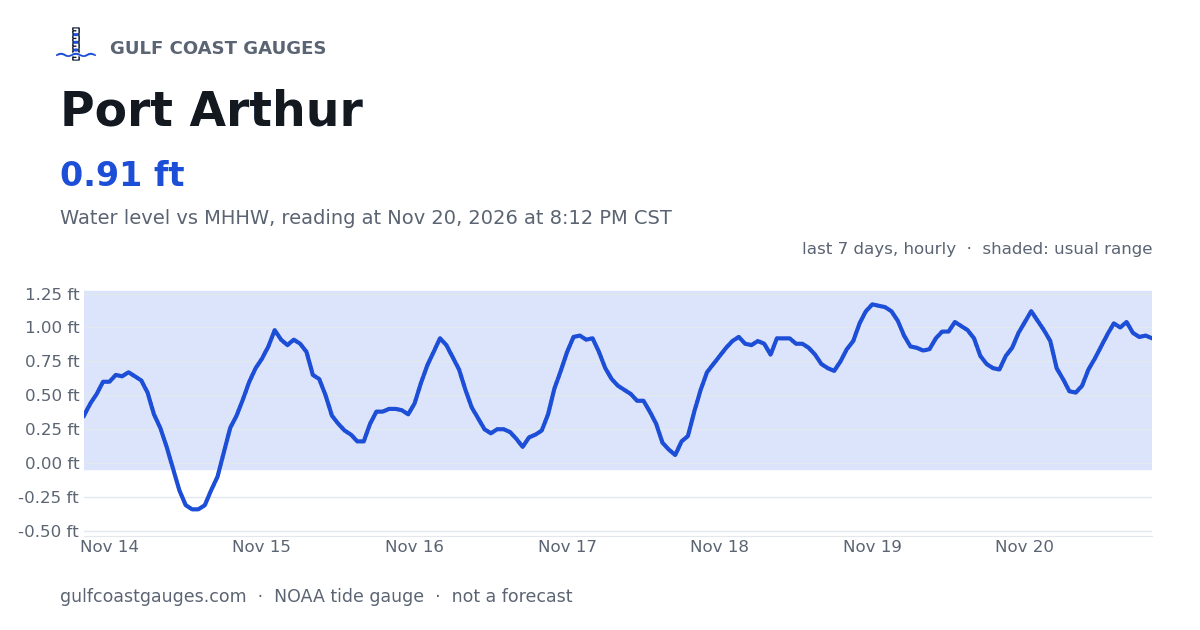 GULF COAST GAUGES
Port Arthur
0.91 ft
Water level vs MHHW, reading at Nov 20, 2026 at 8:12 PM CST
last 7 days, hourly · shaded: usual range
1.25 ft
1.00 ft
0.75 ft
0.50 ft
0.25 ft
0.00 ft
-0.25 ft
-0.50 ft
Nov 14 Nov 15 Nov 16 Nov 17 Nov 18 Nov 19 Nov 20
gulfcoastgauges.com · NOAA tide gauge · not a forecast